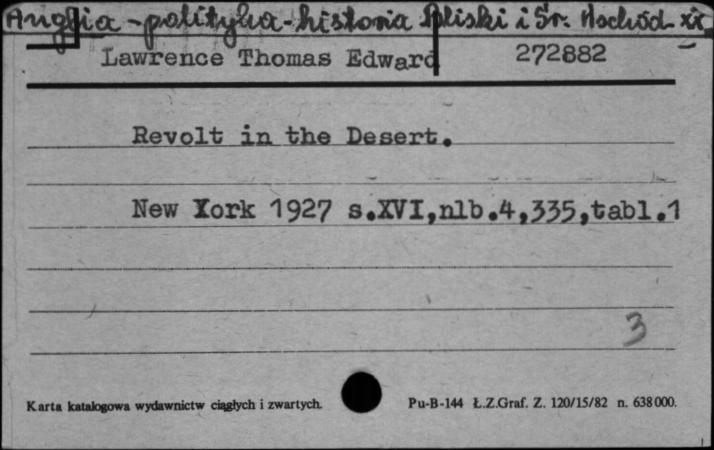 Anglia - polityka - historia Bliski i Śr. Wschód XX
Lawrence Thomas Edward 272882
Revolt in the Desert.
New York 1927 s.XVI,nlb.4,335,tabl.1
3
Karta katalogowa wydawnictw ciągłych i zwartych. Pu-B-144 Ł.Z.Graf. Z. 120/15/82 n. 638000.